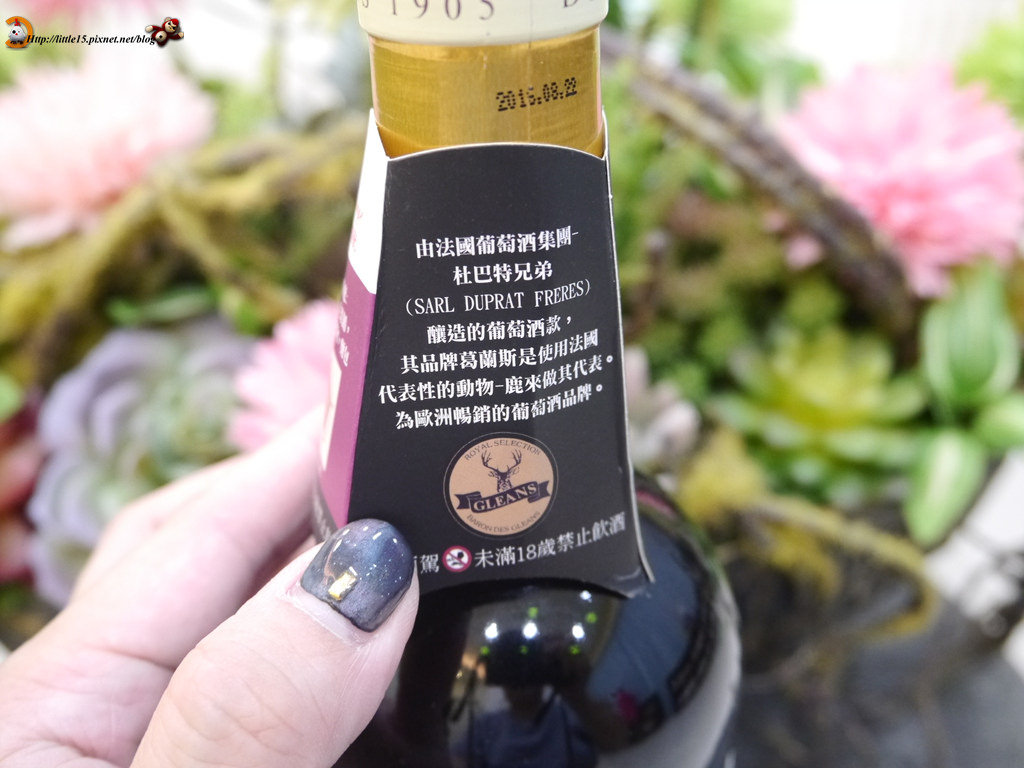 Http://little15.pixnet.net/blog
1905
2015.08.22
由法國葡萄酒集團-
杜巴特兄弟
(SARL DUPRAT FRERES)
釀造的葡萄酒款，
其品牌葛蘭斯是使用法國
代表性的動物-鹿來做其代表。
為歐洲暢銷的葡萄酒品牌。
ROYAL SELECTION
GLEANS
BARON DES GLEANS
駕 未滿18歲禁止飲酒